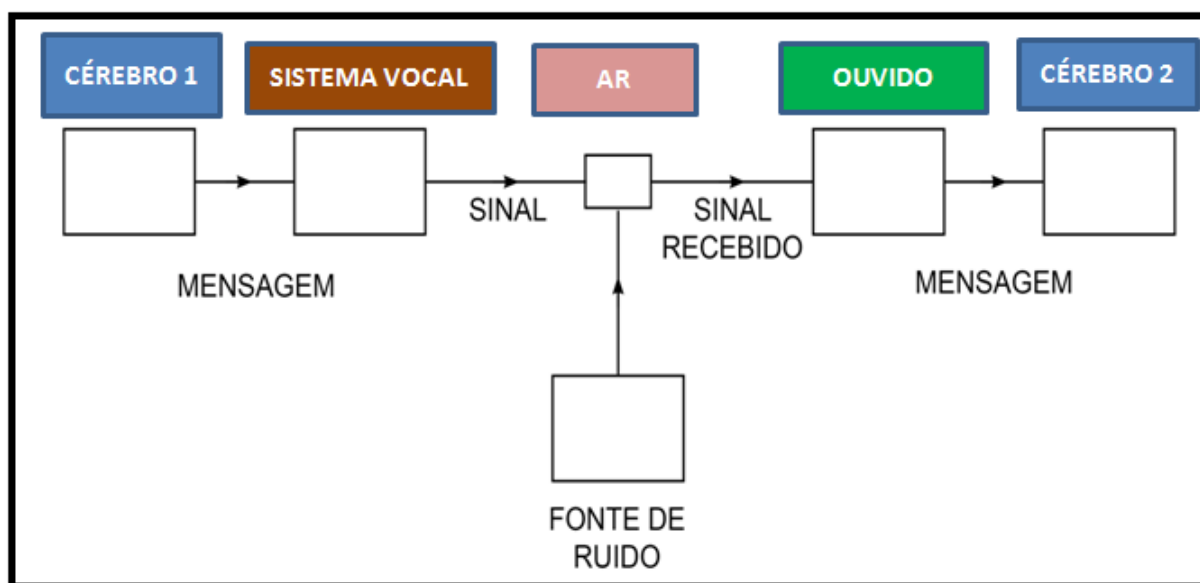 CÉREBRO 1
SISTEMA VOCAL
AR
OUVIDO
CÉREBRO 2
SINAL
SINAL
RECEBIDO
MENSAGEM
MENSAGEM
FONTE DE
RUIDO